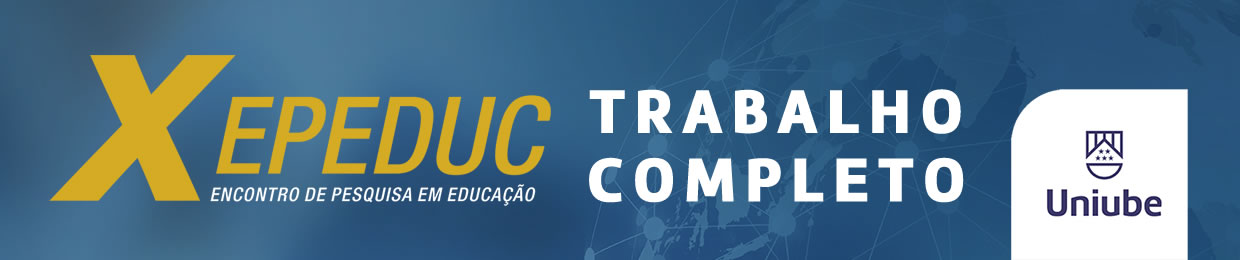 X EPEDUC
ENCONTRO DE PESQUISA EM EDUCAÇÃO
TRABALHO
COMPLETO
Uniube